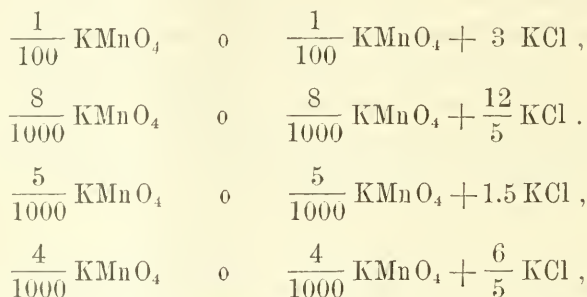 1/100 KMnO₄ o 1/100 KMnO₄ + 3 KCl ,
8/1000 KMnO₄ o 8/1000 KMnO₄ + 12/5 KCl .
5/1000 KMnO₄ o 5/1000 KMnO₄ + 1.5 KCl ,
4/1000 KMnO₄ o 4/1000 KMnO₄ + 6/5 KCl ,